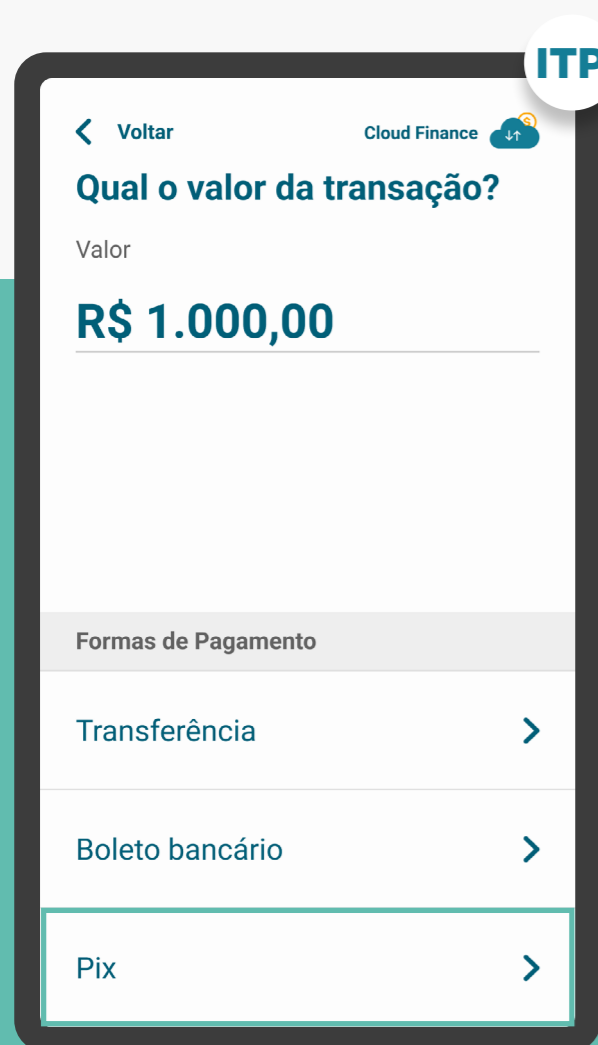 ITP
Voltar
Cloud Finance
Qual o valor da transação?
Valor
R$ 1.000,00
Formas de Pagamento
Transferência
Boleto bancário
Pix